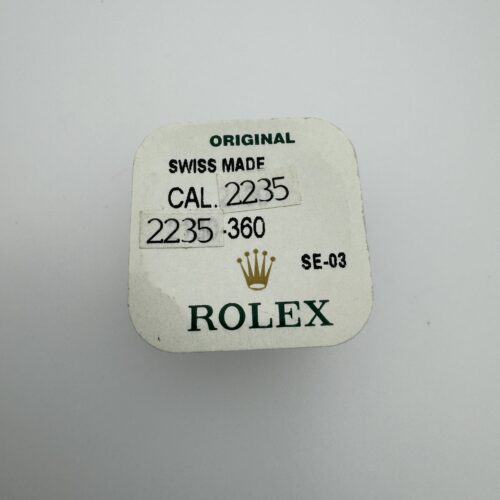 ORIGINAL
SWISS MADE
CAL. 2235
2235-360
SE-03
ROLEX